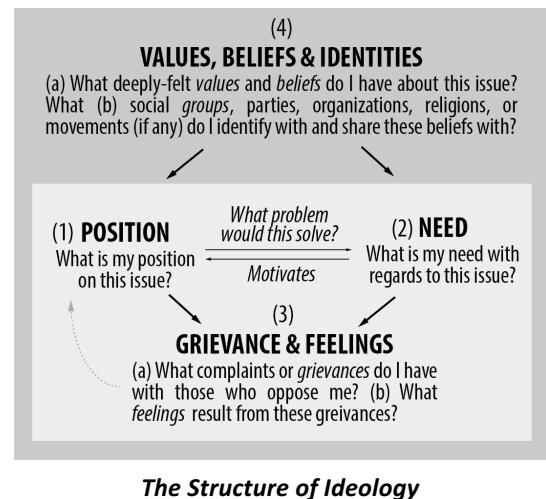 (4)
VALUES, BELIEFS & IDENTITIES
(a) What deeply-felt values and beliefs do I have about this issue?
What (b) social groups, parties, organizations, religions, or
movements (if any) do I identify with and share these beliefs with?
(1) POSITION
What is my position
on this issue?
What problem
would this solve?
Motivates
(2) NEED
What is my need with
regards to this issue?
(3)
GRIEVANCE & FEELINGS
(a) What complaints or grievances do I have
with those who oppose me? (b) What
feelings result from these greivances?
The Structure of Ideology